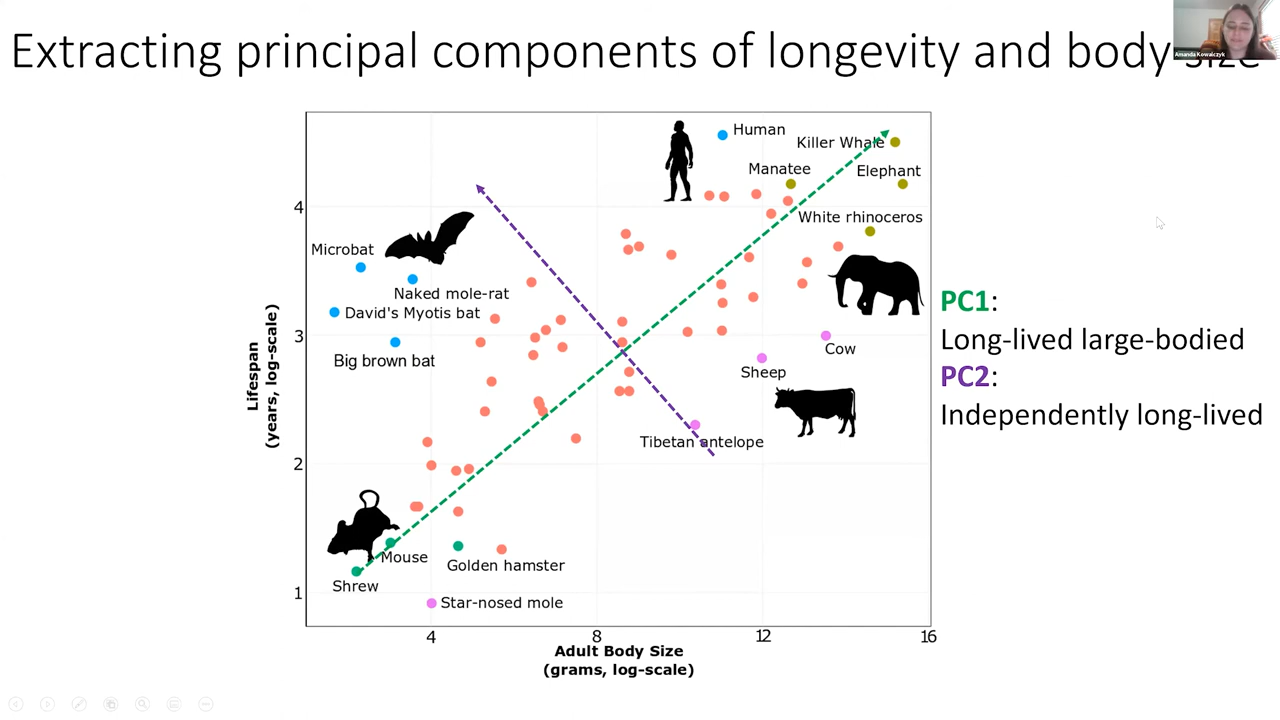 Extracting principal components of longevity and body size
Amanda Kowalczyk
Human
Killer Whale
Manatee
Elephant
White rhinoceros
Microbat
Naked mole-rat
David's Myotis bat
Big brown bat
Cow
Sheep
Tibetan antelope
Mouse
Golden hamster
Shrew
Star-nosed mole
4
3
2
1
Lifespan
(years, log-scale)
4 8 12 16
Adult Body Size
(grams, log-scale)
PC1:
Long-lived large-bodied
PC2:
Independently long-lived